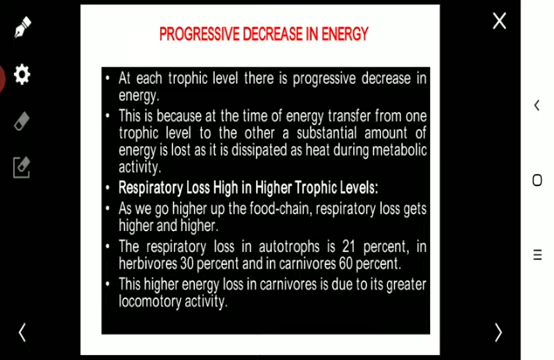 PROGRESSIVE DECREASE IN ENERGY
• At each trophic level there is progressive decrease in
energy.
• This is because at the time of energy transfer from one
trophic level to the other a substantial amount of
energy is lost as it is dissipated as heat during metabolic
activity.
• Respiratory Loss High in Higher Trophic Levels:
• As we go higher up the food-chain, respiratory loss gets
higher and higher.
• The respiratory loss in autotrophs is 21 percent, in
herbivores 30 percent and in carnivores 60 percent.
• This higher energy loss in carnivores is due to its greater
locomotory activity.